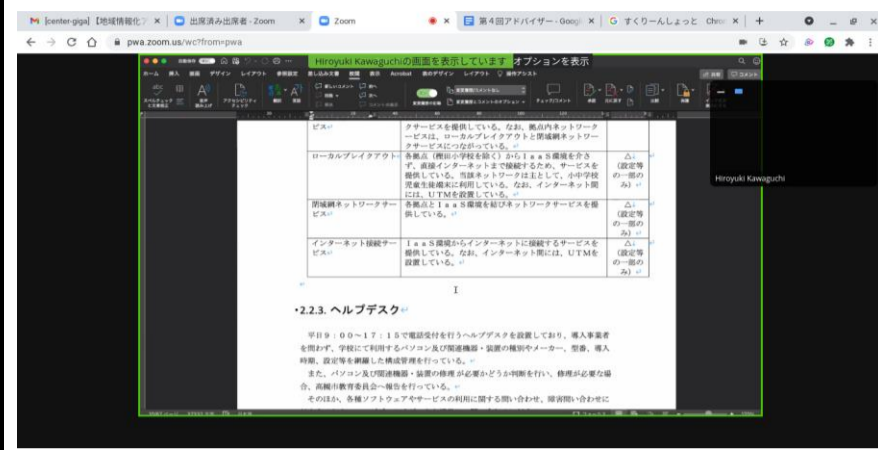 [center-giga]【地域情報化ア
出席済み出席者 - Zoom
Zoom
第4回アドバイザー - Googl
すくりーんしょっと Chrom
pwa.zoom.us/wc?from=pwa
Hiroyuki Kawaguchiの画面を表示しています オプションを表示
ホーム 挿入 描画 デザイン レイアウト 参考資料 差し込み文書 校閲 表示 Acrobat 表のデザイン レイアウト 操作アシスト
共有 コメント
Hiroyuki Kawaguchi
ビス
クサービスを提供している。なお、拠点内ネットワーク
ービスは、ローカルブレイクアウトと閉域網ネットワー
クサービスにつながっている。
ローカルブレイクアウト
各拠点（樫田小学校を除く）からＩａａＳ環境を介さ
ず、直接インターネットまで接続するため、サービスを
提供している。当該ネットワークは主として、小中学校
児童生徒端末に利用している。なお、インターネット間
には、ＵＴＭを設置している。
△
（設定等
の一部の
み）
閉域網ネットワークサー
ビス
各拠点とＩａａＳ環境を結びネットワークサービスを提
供している。
△
（設定等
の一部の
み）
インターネット接続サー
ビス
ＩａａＳ環境からインターネットに接続するサービスを
提供している。なお、インターネット間には、ＵＴＭを
設置している。
△
（設定等
の一部の
み）
・2.2.3. ヘルプデスク
平日９：００～１７：１５で電話受付を行うヘルプデスクを設置しており、導入事業者
を問わず、学校にて利用するパソコン及び関連機器・装置の種別やメーカー、型番、導入
時期、設定等を網羅した構成管理を行っている。
また、パソコン及び関連機器・装置の修理が必要かどうか判断を行い、修理が必要な場
合、高槻市教育委員会へ報告を行っている。
そのほか、各種ソフトウェアやサービスの利用に関する問い合わせ、障害問い合わせに